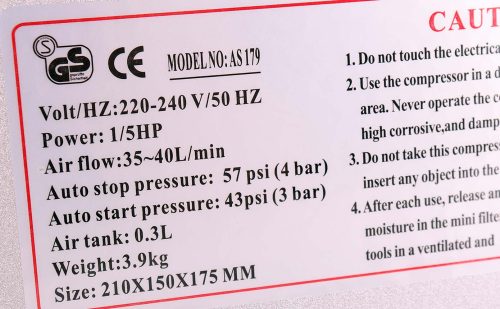 S
GS
geprüfte
Sicherheit
CE
MODEL NO: AS 179
Volt/HZ:220-240 V/50 HZ
Power: 1/5HP
Air flow:35~40L/min
Auto stop pressure: 57 psi (4 bar)
Auto start pressure: 43psi (3 bar)
Air tank: 0.3L
Weight:3.9kg
Size: 210X150X175 MM
CAUT
1. Do not touch the electrica
2. Use the compressor in a d
area. Never operate the c
high corrosive,and damp
3. Do not take this compress
insert any object into the
4. After each use, release an
moisture in the mini filte
tools in a ventilated and